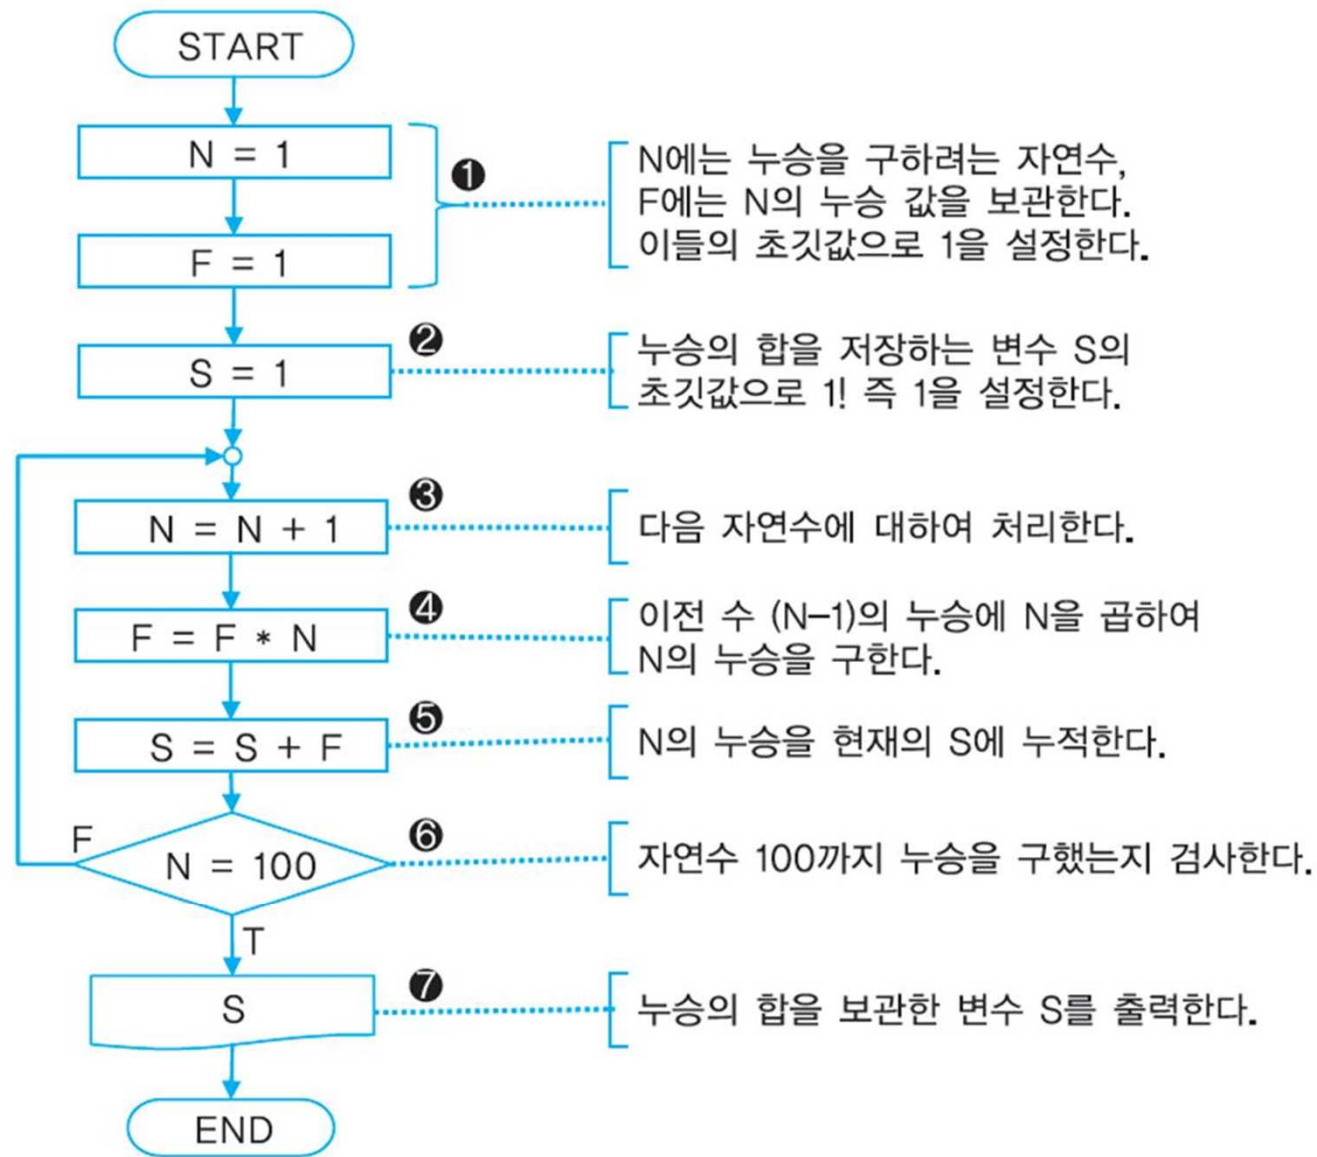 START
N = 1
F = 1
❶
N에는 누승을 구하려는 자연수,
F에는 N의 누승 값을 보관한다.
이들의 초깃값으로 1을 설정한다.
S = 1
❷
누승의 합을 저장하는 변수 S의
초깃값으로 1! 즉 1을 설정한다.
N = N + 1
❸
다음 자연수에 대하여 처리한다.
F = F * N
❹
이전 수 (N–1)의 누승에 N을 곱하여
N의 누승을 구한다.
S = S + F
❺
N의 누승을 현재의 S에 누적한다.
F
N = 100
❻
자연수 100까지 누승을 구했는지 검사한다.
T
S
❼
누승의 합을 보관한 변수 S를 출력한다.
END